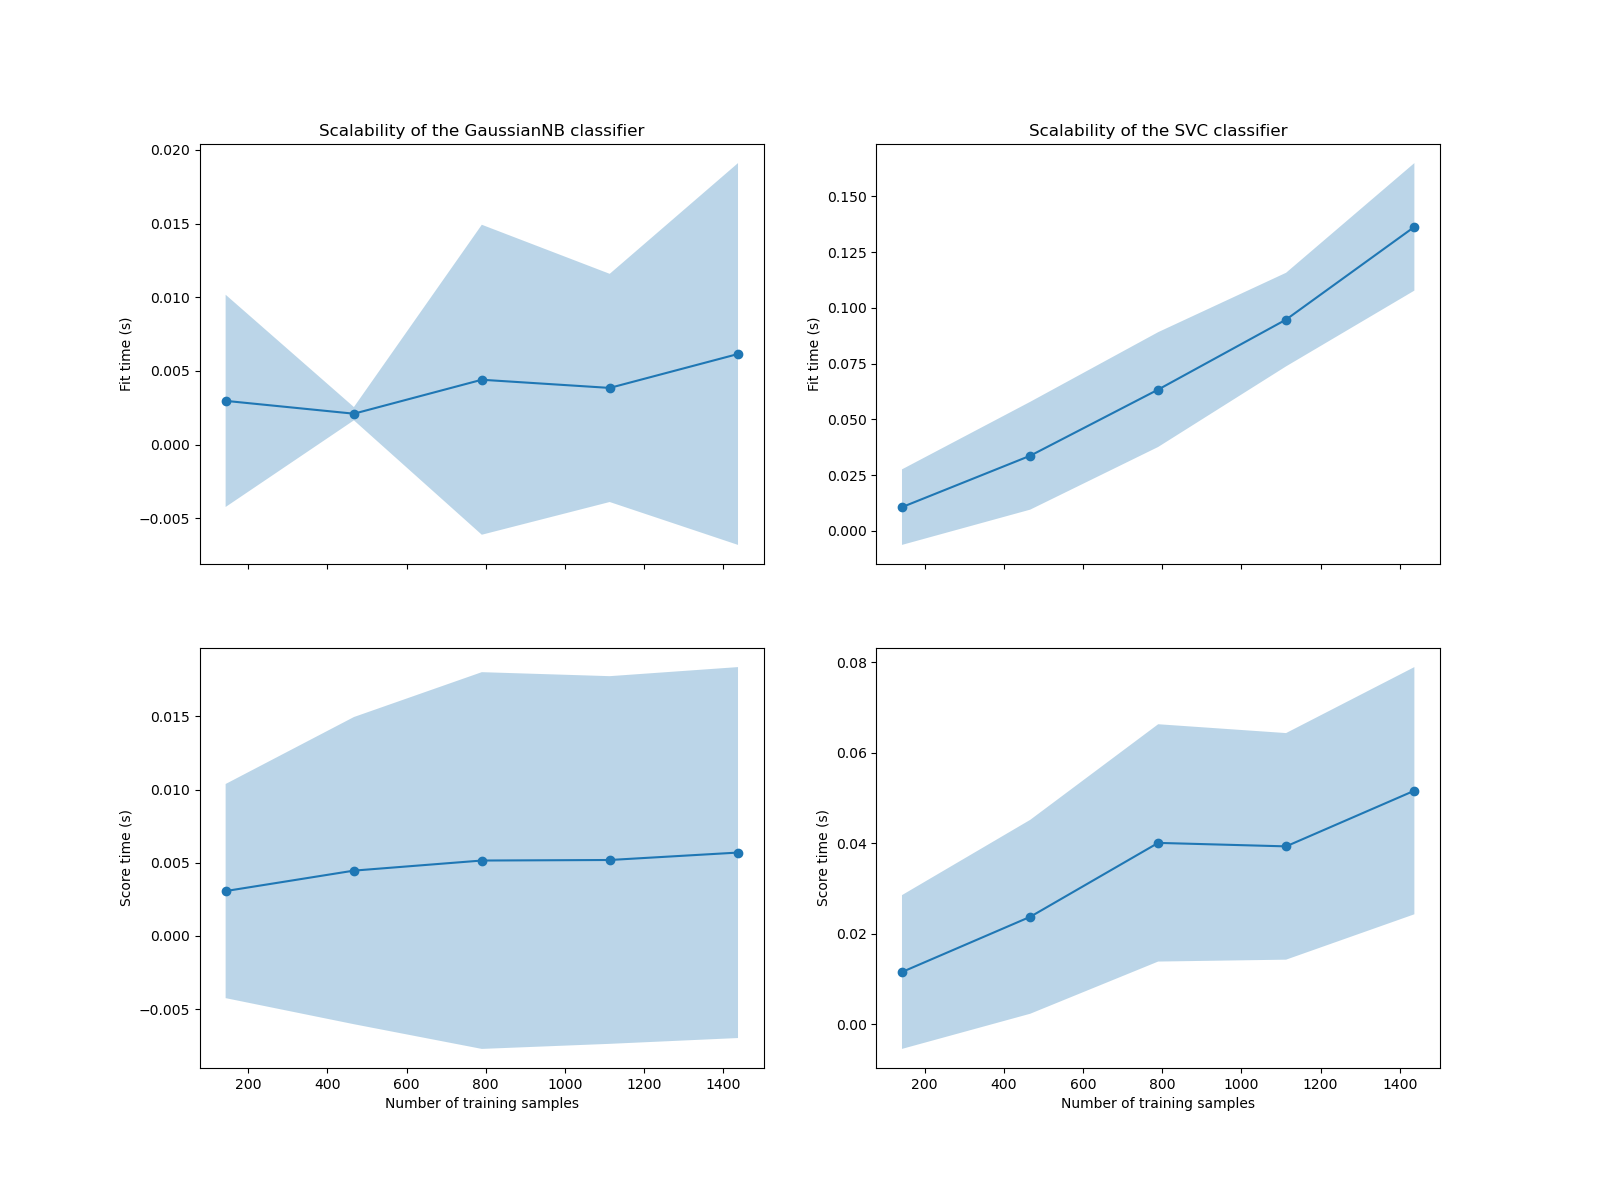 Scalability of the GaussianNB classifier
Scalability of the SVC classifier
0.020
0.015
0.010
0.005
0.000
−0.005
Fit time (s)
0.150
0.125
0.100
0.075
0.050
0.025
0.000
Fit time (s)
0.015
0.010
0.005
0.000
−0.005
Score time (s)
200 400 600 800 1000 1200 1400
Number of training samples
0.08
0.06
0.04
0.02
0.00
Score time (s)
200 400 600 800 1000 1200 1400
Number of training samples